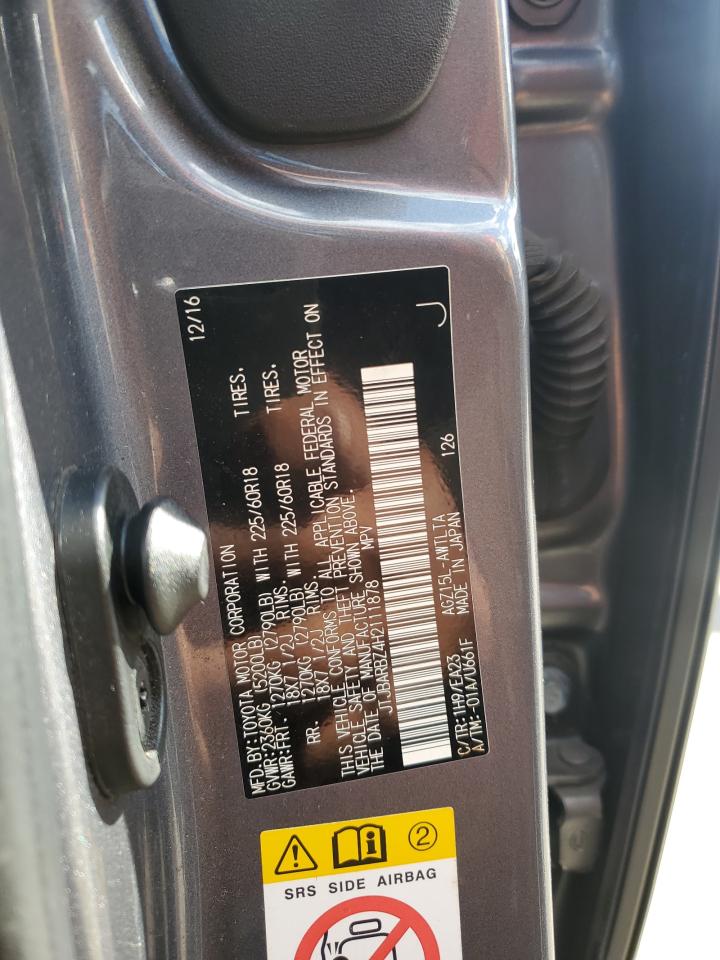 MFD.BY:TOYOTA MOTOR CORPORATION 12/16
GVWR:2360KG (5200LB)
GAWR:FRT- 1270KG (2790LB) WITH 225/60R18 TIRES.
18X7 1/2J RIMS.
RR. 1270KG (2790LB) WITH 225/60R18 TIRES.
18X7 1/2J RIMS.
THIS VEHICLE CONFORMS TO ALL APPLICABLE FEDERAL MOTOR
VEHICLE SAFETY AND THEFT PREVENTION STANDARDS IN EFFECT ON
THE DATE OF MANUFACTURE SHOWN ABOVE.
JTJBARBZ4H2111878 MPV
126
C/TR:1H9/EA23 AGZ15L-AWTLTA
A/TM:-01A/U661F MADE IN JAPAN
J
2
SRS SIDE AIRBAG